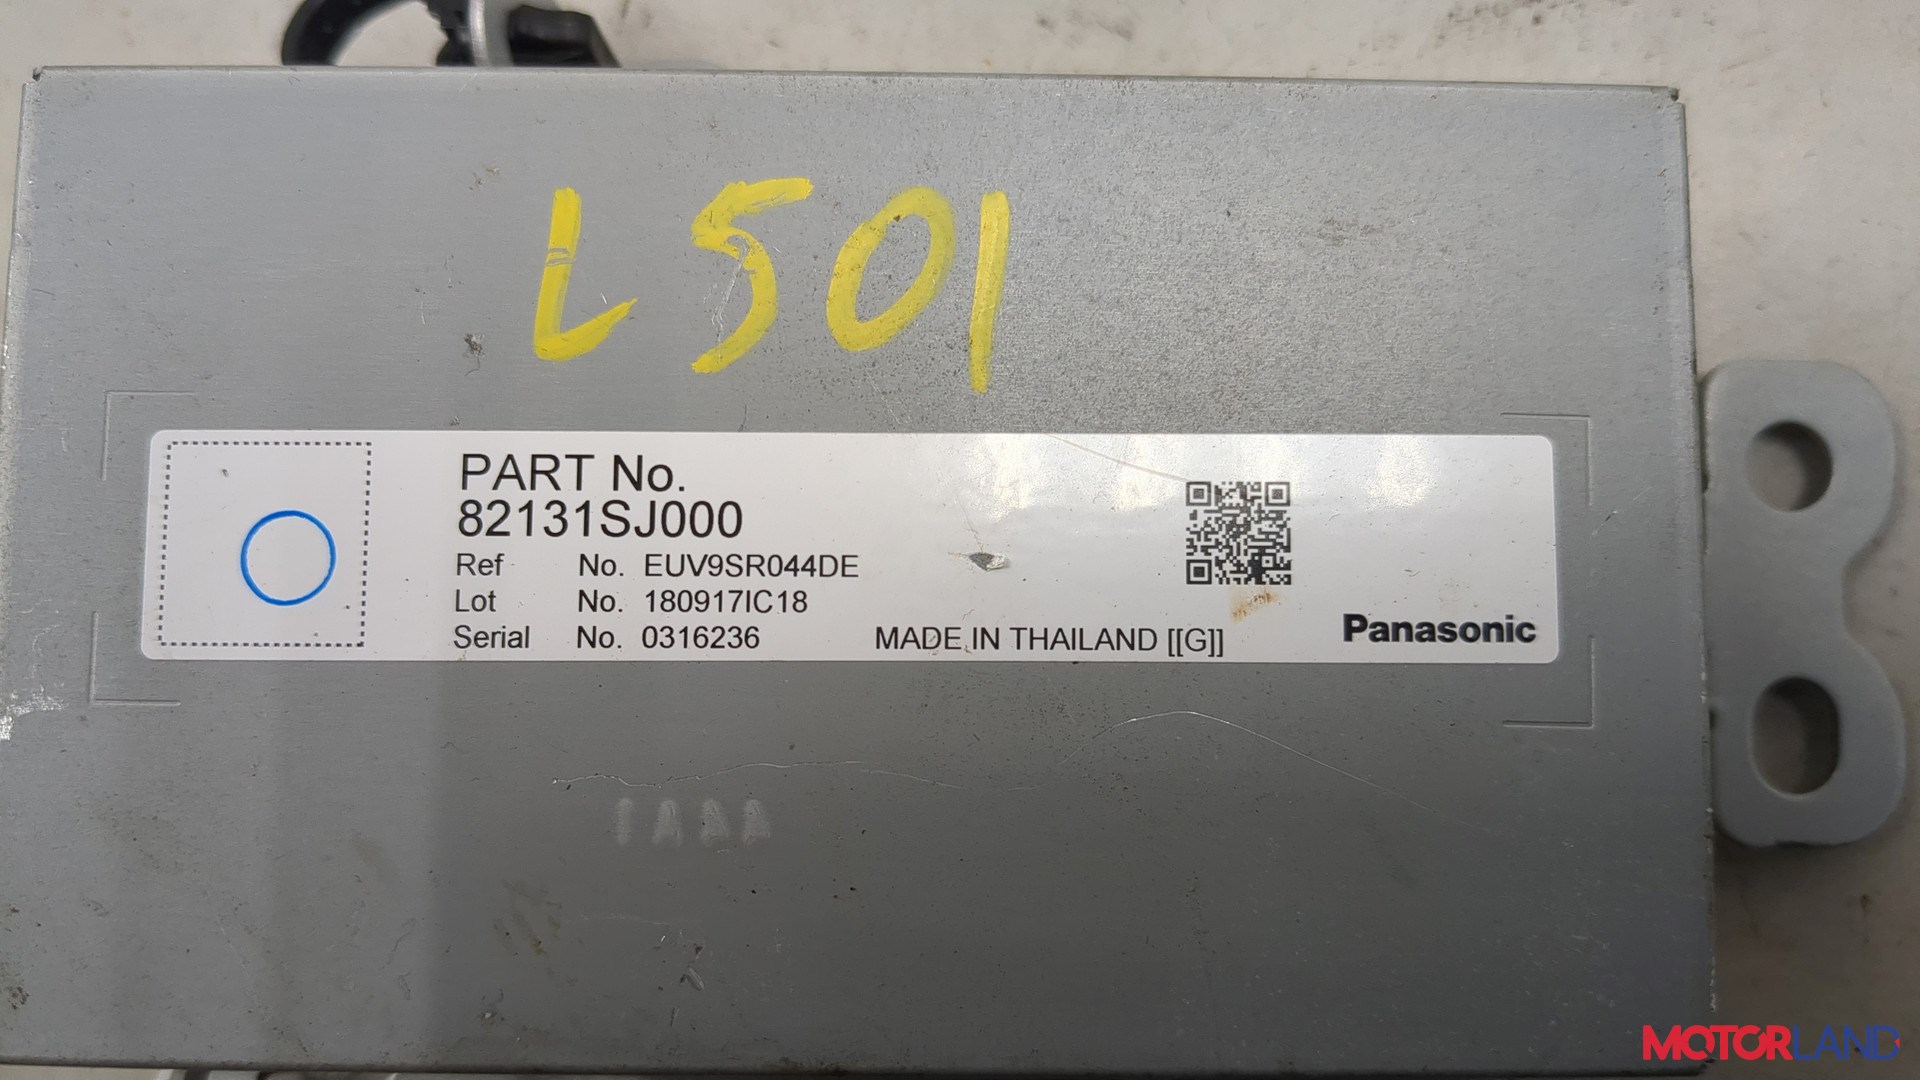 L501
PART No.
82131SJ000
Ref No. EUV9SR044DE
Lot No. 180917IC18
Serial No. 0316236
MADE IN THAILAND [[G]]
Panasonic
MOTORLAND